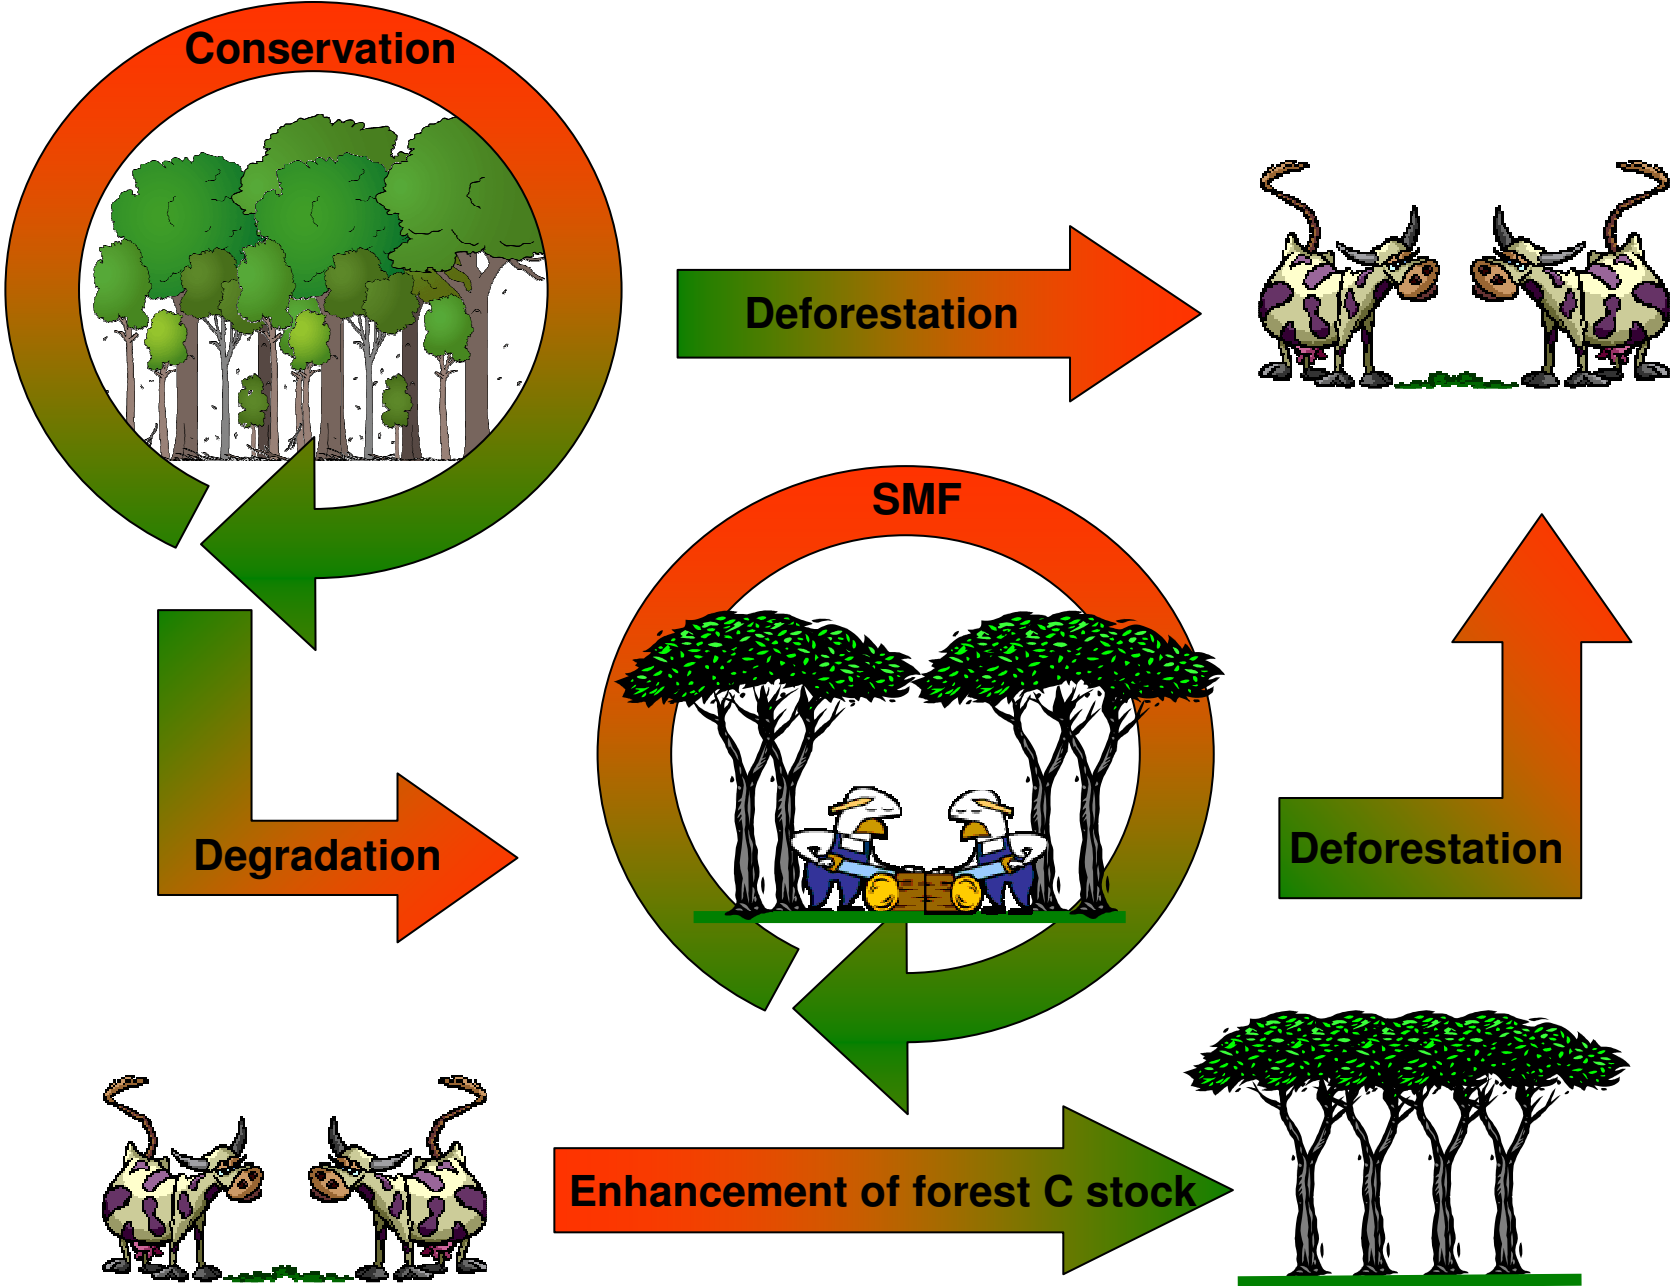 Conservation
Deforestation
SMF
Degradation
Deforestation
Enhancement of forest C stock